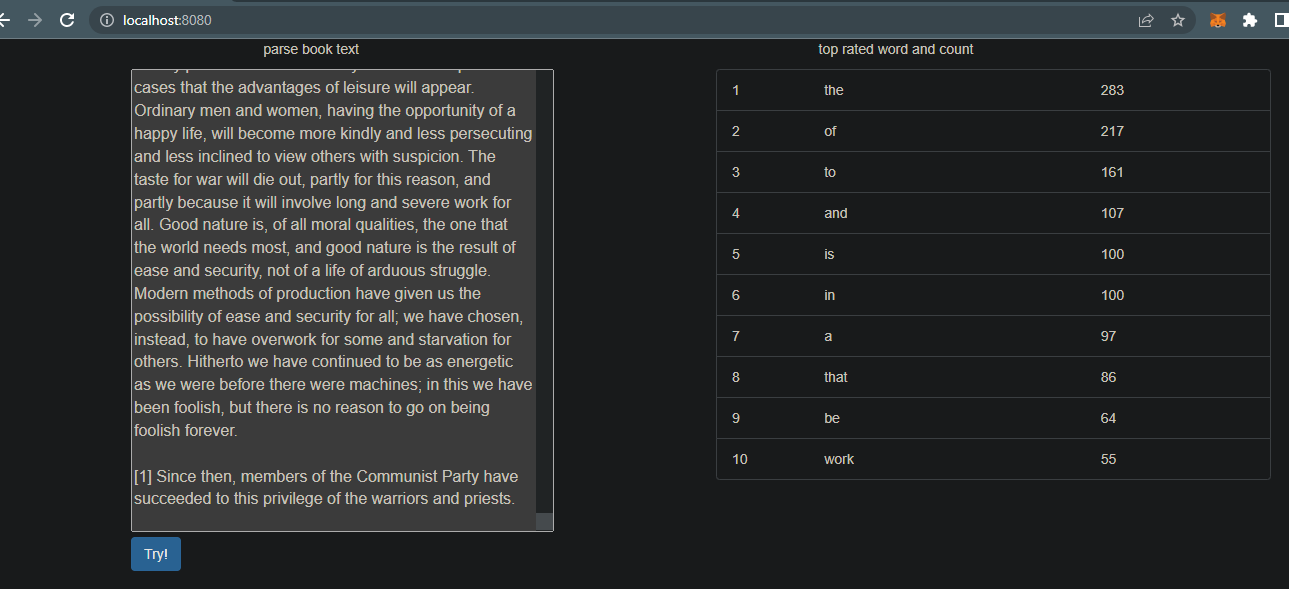 localhost:8080
parse book text
top rated word and count
cases that the advantages of leisure will appear.
Ordinary men and women, having the opportunity of a
happy life, will become more kindly and less persecuting
and less inclined to view others with suspicion. The
taste for war will die out, partly for this reason, and
partly because it will involve long and severe work for
all. Good nature is, of all moral qualities, the one that
the world needs most, and good nature is the result of
ease and security, not of a life of arduous struggle.
Modern methods of production have given us the
possibility of ease and security for all; we have chosen,
instead, to have overwork for some and starvation for
others. Hitherto we have continued to be as energetic
as we were before there were machines; in this we have
been foolish, but there is no reason to go on being
foolish forever.
[1] Since then, members of the Communist Party have
succeeded to this privilege of the warriors and priests.
Try!
1 the 283
2 of 217
3 to 161
4 and 107
5 is 100
6 in 100
7 a 97
8 that 86
9 be 64
10 work 55